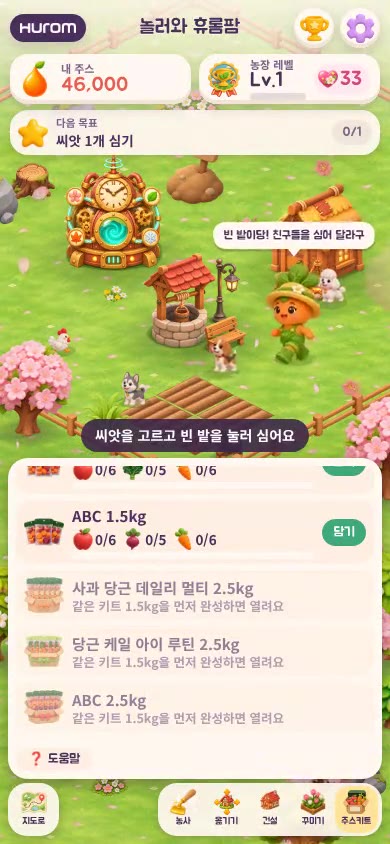 Hurom
놀러와 휴롬팜
내 주스
46,000
농장 레벨
Lv.1
33
다음 목표
씨앗 1개 심기
0/1
빈 밭이당! 친구들을 심어 달라구
씨앗을 고르고 빈 밭을 눌러 심어요
0/6 0/5 0/6
ABC 1.5kg
0/6 0/5 0/6
담기
사과 당근 데일리 멀티 2.5kg
같은 키트 1.5kg을 먼저 완성하면 열려요
당근 케일 아이 루틴 2.5kg
같은 키트 1.5kg을 먼저 완성하면 열려요
ABC 2.5kg
같은 키트 1.5kg을 먼저 완성하면 열려요
❓ 도움말
지도로
농사
옮기기
건설
꾸미기
주스키트